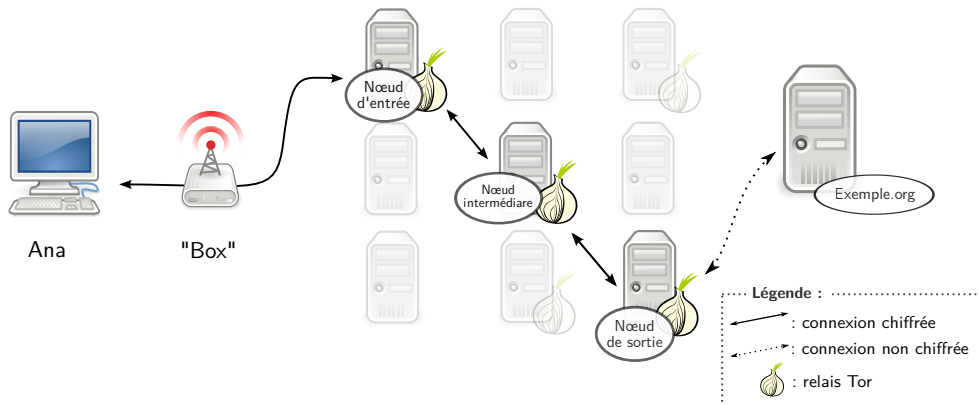 Nœud
d'entrée
Nœud
intermédiare
Exemple.org
Ana
"Box"
Nœud
de sortie
Légende :
: connexion chiffrée
: connexion non chiffrée
: relais Tor